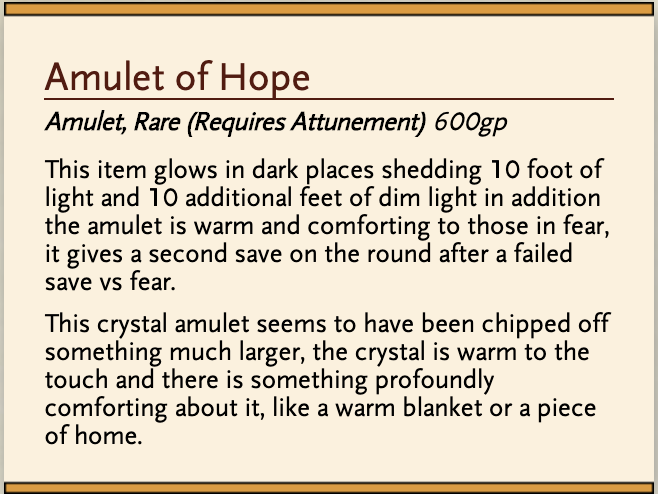 Amulet of Hope
Amulet, Rare (Requires Attunement) 600gp
This item glows in dark places shedding 10 foot of
light and 10 additional feet of dim light in addition
the amulet is warm and comforting to those in fear,
it gives a second save on the round after a failed
save vs fear.
This crystal amulet seems to have been chipped off
something much larger, the crystal is warm to the
touch and there is something profoundly
comforting about it, like a warm blanket or a piece
of home.